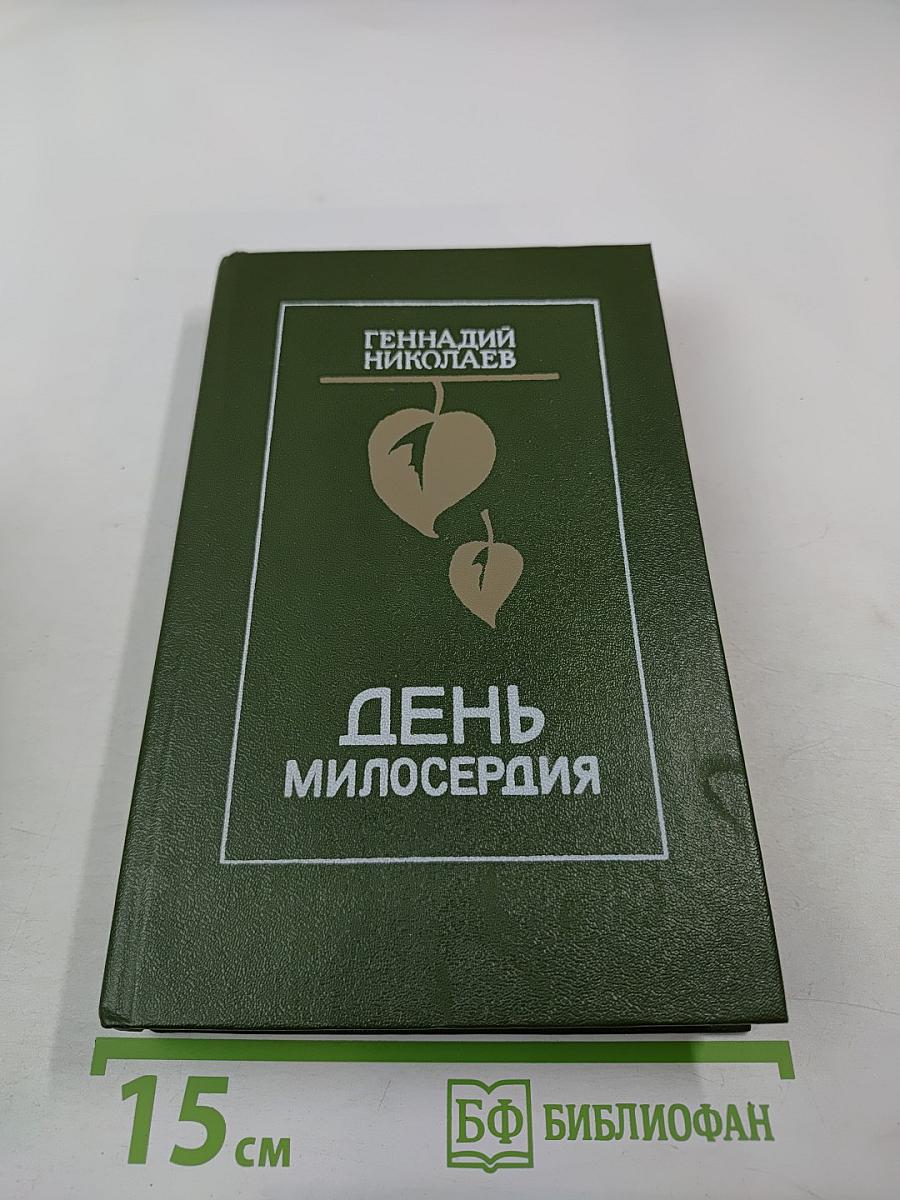 ГЕННАДИЙ
НИКОЛАЕВ
ДЕНЬ
МИЛОСЕРДИЯ
15 см
БФ БИБЛИОФАН